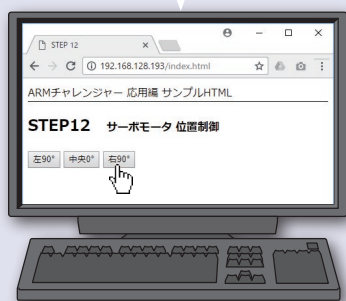 STEP 12
192.168.128.193/index.html
ARMチャレンジャー 応用編 サンプルHTML
STEP12 サーボモータ 位置制御
左90° 中央0° 右90°